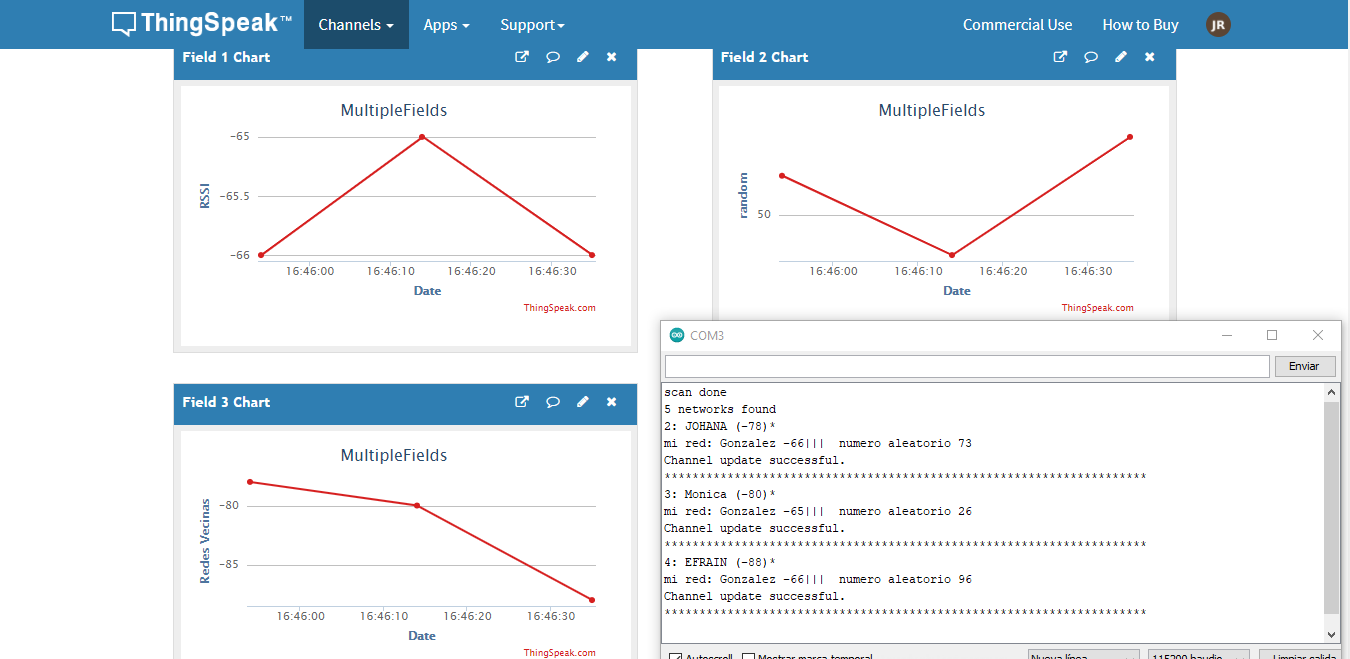 ThingSpeak™ Channels Apps Support Commercial Use How to Buy JR
Field 1 Chart
MultipleFields
RSSI
-65
-65.5
-66
16:46:00 16:46:10 16:46:20 16:46:30
Date
ThingSpeak.com
Field 2 Chart
MultipleFields
random
50
16:46:00 16:46:10 16:46:20 16:46:30
Date
ThingSpeak.com
Field 3 Chart
MultipleFields
Redes Vecinas
-80
-85
16:46:00 16:46:10 16:46:20 16:46:30
Date
ThingSpeak.com
COM3
Enviar
scan done
5 networks found
2: JOHANA (-78)*
mi red: Gonzalez -66||| numero aleatorio 73
Channel update successful.
*********************************************************************
3: Monica (-80)*
mi red: Gonzalez -65||| numero aleatorio 26
Channel update successful.
*********************************************************************
4: EFRAIN (-88)*
mi red: Gonzalez -66||| numero aleatorio 96
Channel update successful.
*********************************************************************
Autoscroll Mostrar marca temporal Nueva línea 115200 baudio Limpiar salida